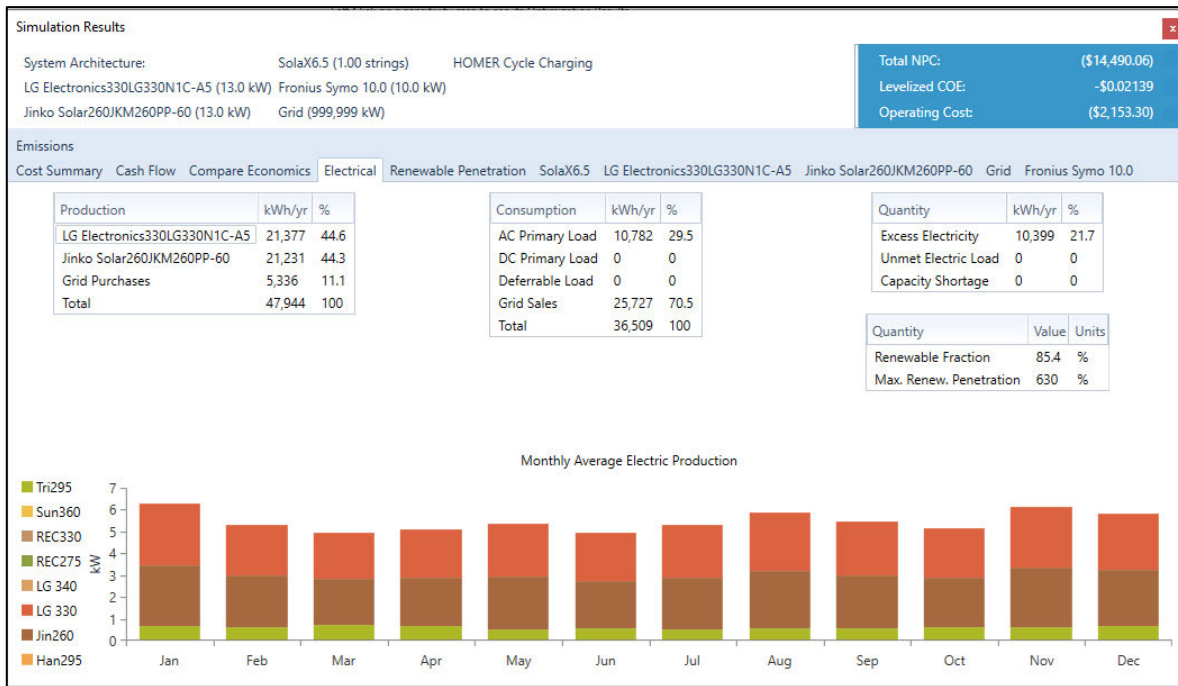 Simulation Results
x
System Architecture: SolaX6.5 (1.00 strings) HOMER Cycle Charging
LG Electronics330LG330N1C-A5 (13.0 kW) Fronius Symo 10.0 (10.0 kW)
Jinko Solar260JKM260PP-60 (13.0 kW) Grid (999,999 kW)
Total NPC: ($14,490.06)
Levelized COE: -$0.02139
Operating Cost: ($2,153.30)
Emissions
Cost Summary Cash Flow Compare Economics Electrical Renewable Penetration SolaX6.5 LG Electronics330LG330N1C-A5 Jinko Solar260JKM260PP-60 Grid Fronius Symo 10.0
Production kWh/yr %
LG Electronics330LG330N1C-A5 21,377 44.6
Jinko Solar260JKM260PP-60 21,231 44.3
Grid Purchases 5,336 11.1
Total 47,944 100
Consumption kWh/yr %
AC Primary Load 10,782 29.5
DC Primary Load 0 0
Deferrable Load 0 0
Grid Sales 25,727 70.5
Total 36,509 100
Quantity kWh/yr %
Excess Electricity 10,399 21.7
Unmet Electric Load 0 0
Capacity Shortage 0 0
Quantity Value Units
Renewable Fraction 85.4 %
Max. Renew. Penetration 630 %
Monthly Average Electric Production
Tri295
Sun360
REC330
REC275
LG 340
LG 330
Jin260
Han295
kW
7
6
5
4
3
2
1
0
Jan Feb Mar Apr May Jun Jul Aug Sep Oct Nov Dec